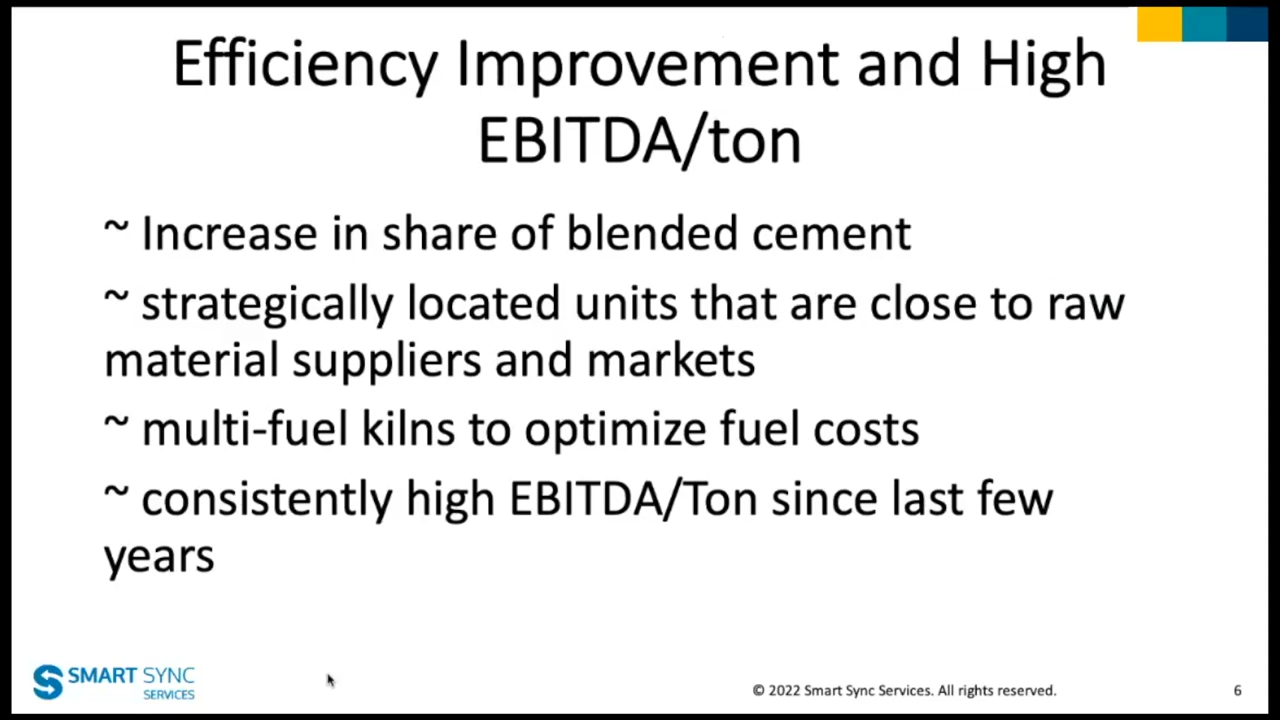 Efficiency Improvement and High
EBITDA/ton
~ Increase in share of blended cement
~ strategically located units that are close to raw
material suppliers and markets
~ multi-fuel kilns to optimize fuel costs
~ consistently high EBITDA/Ton since last few
years
SMART SYNC
SERVICES
© 2022 Smart Sync Services. All rights reserved.
6